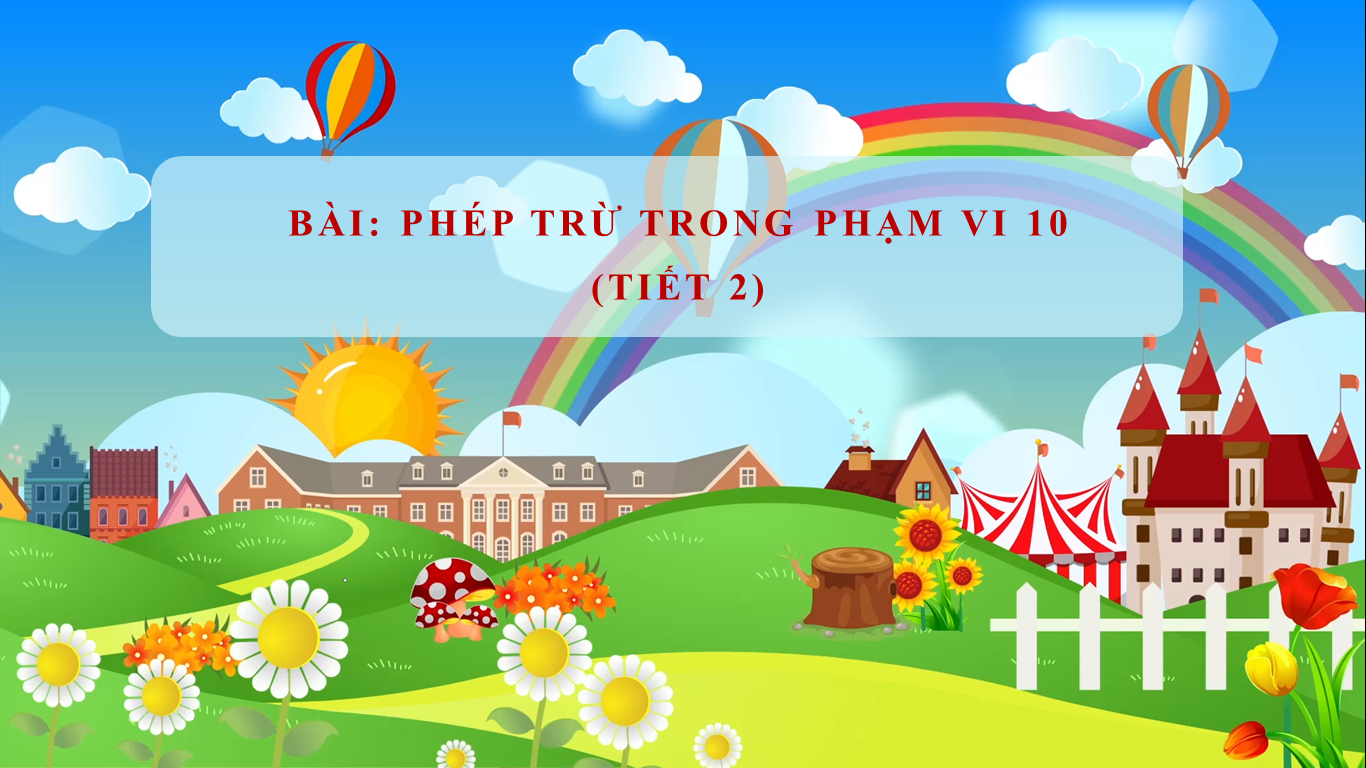 BÀI: PHÉP TRỪ TRONG PHẠM VI 10
(TIẾT 2)